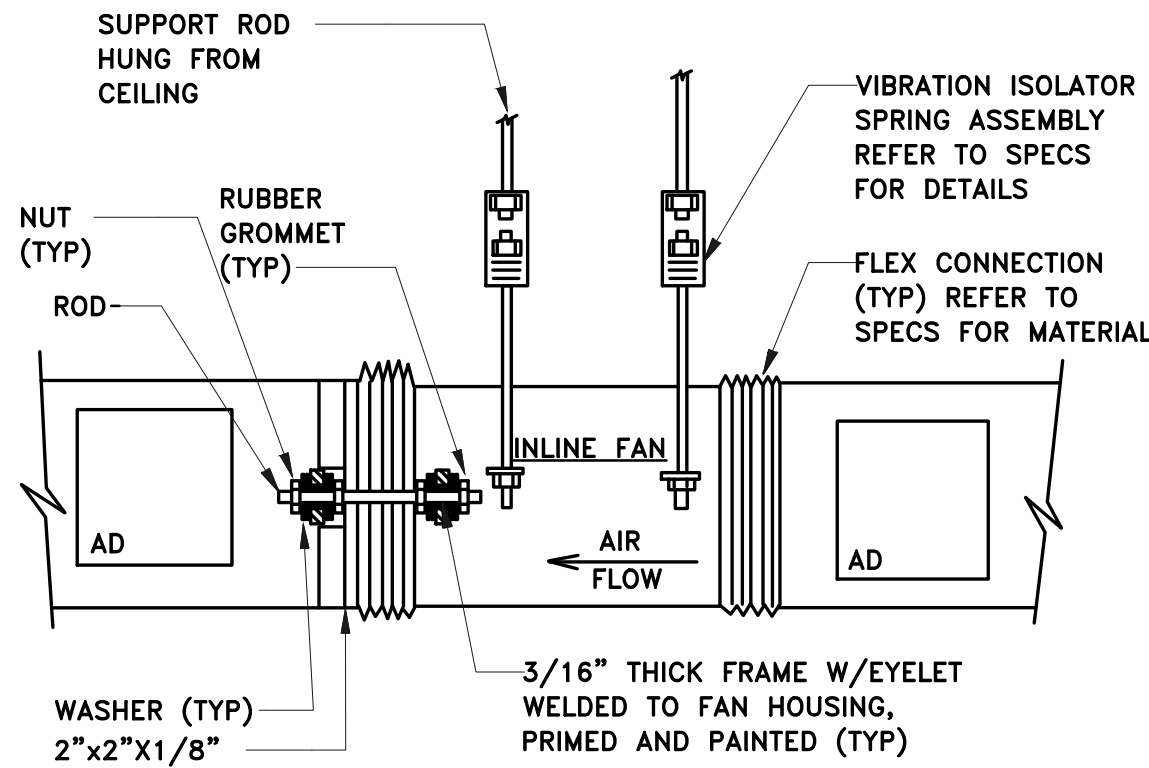 SUPPORT ROD
HUNG FROM
CEILING
VIBRATION ISOLATOR
SPRING ASSEMBLY
REFER TO SPECS
FOR DETAILS
NUT
(TYP)
RUBBER
GROMMET
(TYP)
FLEX CONNECTION
(TYP) REFER TO
SPECS FOR MATERIAL
ROD
INLINE FAN
AD
AIR
FLOW
AD
WASHER (TYP)
2"x2"X1/8"
3/16" THICK FRAME W/EYELET
WELDED TO FAN HOUSING,
PRIMED AND PAINTED (TYP)